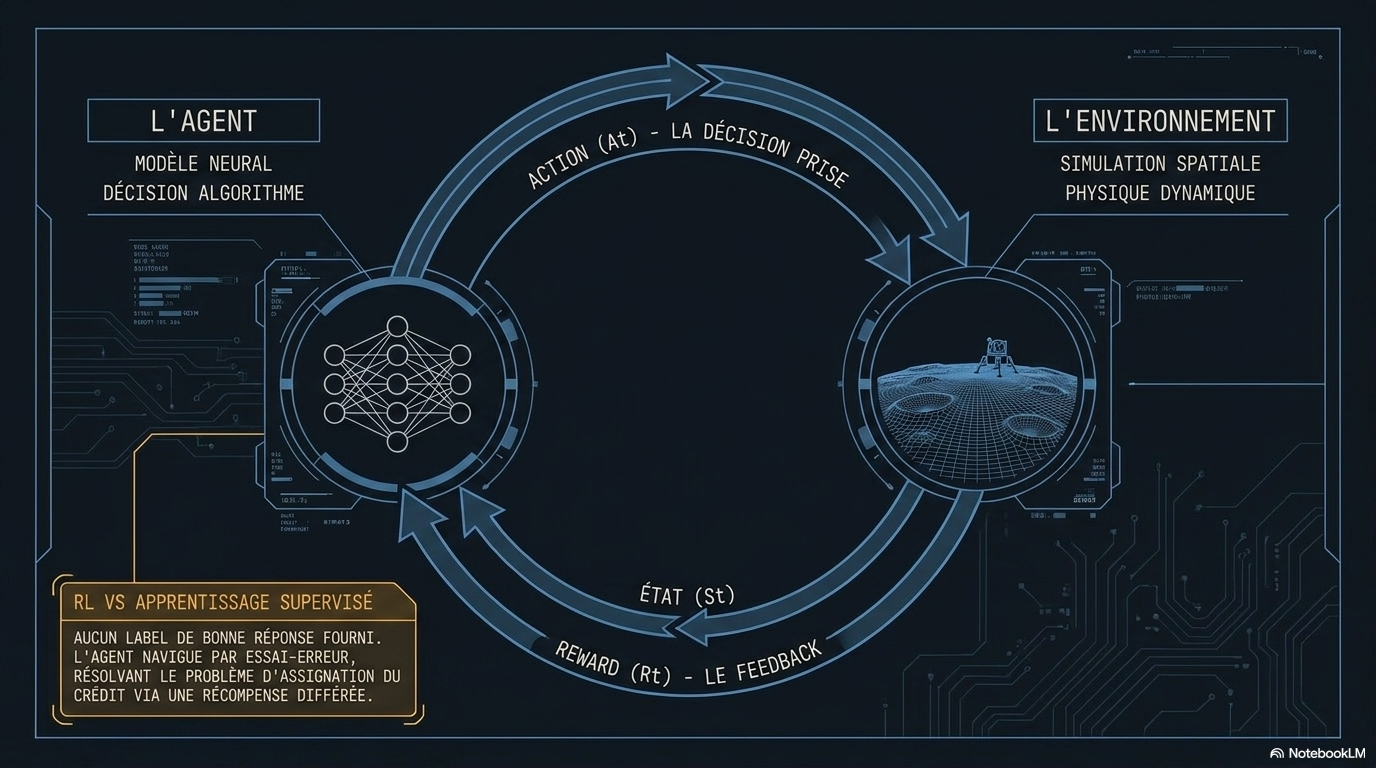 L'AGENT
MODÈLE NEURAL
DÉCISION ALGORITHME
ACTION (At) - LA DÉCISION PRISE
L'ENVIRONNEMENT
SIMULATION SPATIALE
PHYSIQUE DYNAMIQUE
ÉTAT (St)
REWARD (Rt) - LE FEEDBACK
RL VS APPRENTISSAGE SUPERVISÉ
AUCUN LABEL DE BONNE RÉPONSE FOURNI.
L'AGENT NAVIGUE PAR ESSAI-ERREUR,
RÉSOLVANT LE PROBLÈME D'ASSIGNATION DU
CRÉDIT VIA UNE RÉCOMPENSE DIFFÉRÉE.
NotebookLM